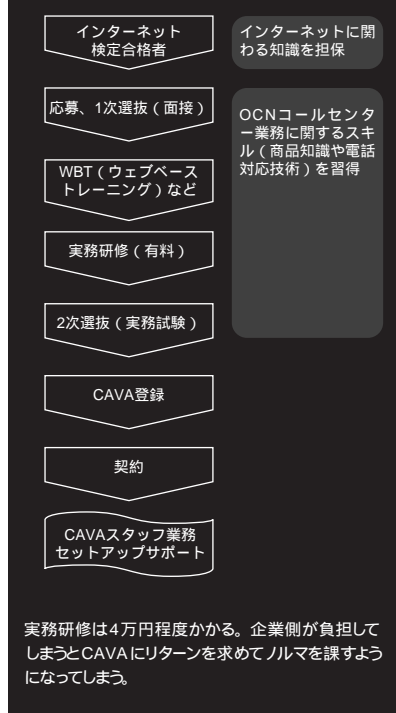 インターネット
検定合格者
インターネットに関
わる知識を担保
応募、1次選抜（面接）
OCNコールセンタ
ー業務に関するスキ
ル（商品知識や電話
対応技術）を習得
WBT（ウェブベース
トレーニング）など
実務研修（有料）
2次選抜（実務試験）
CAVA登録
契約
CAVAスタッフ業務
セットアップサポート
実務研修は4万円程度かかる。企業側が負担して
しまうとCAVAにリターンを求めてノルマを課すよう
になってしまう。